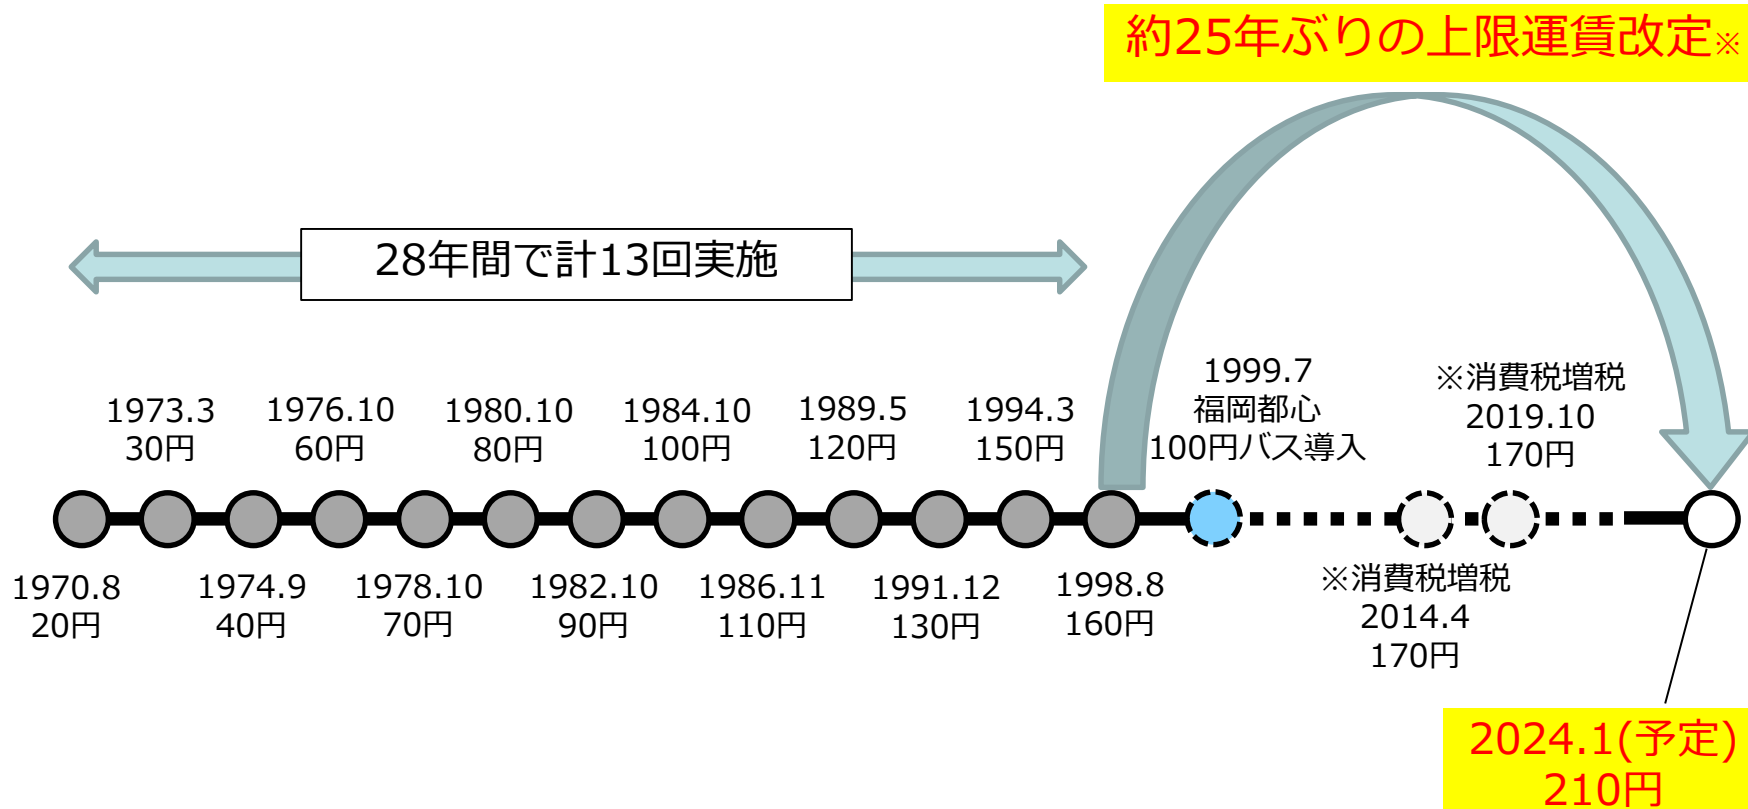 約25年ぶりの上限運賃改定※
28年間で計13回実施
1973.3
30円
1976.10
60円
1980.10
80円
1984.10
100円
1989.5
120円
1994.3
150円
1999.7
福岡都心
100円バス導入
※消費税増税
2019.10
170円
1970.8
20円
1974.9
40円
1978.10
70円
1982.10
90円
1986.11
110円
1991.12
130円
1998.8
160円
※消費税増税
2014.4
170円
2024.1(予定)
210円